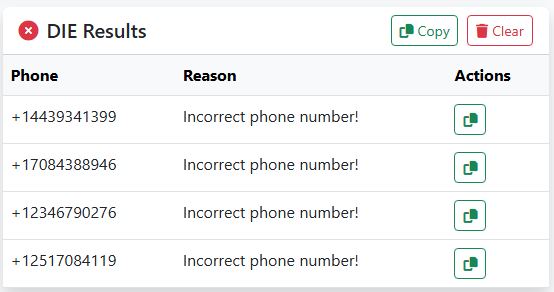 DIE Results Copy Clear
Phone Reason Actions
+14439341399 Incorrect phone number!
+17084388946 Incorrect phone number!
+12346790276 Incorrect phone number!
+12517084119 Incorrect phone number!